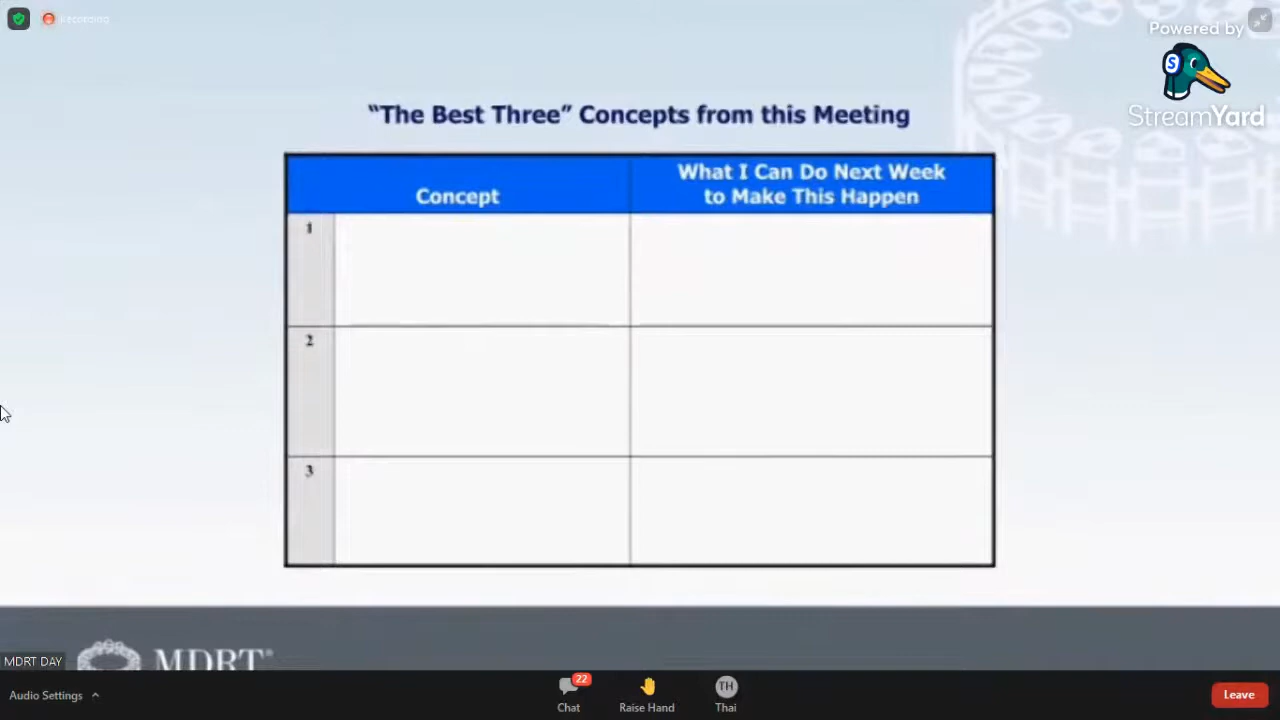 Recording
Powered by
S
StreamYard
“The Best Three” Concepts from this Meeting
Concept
What I Can Do Next Week
to Make This Happen
1
2
3
MDRT DAY
MDRT®
Audio Settings
22
Chat
Raise Hand
TH
Thai
Leave